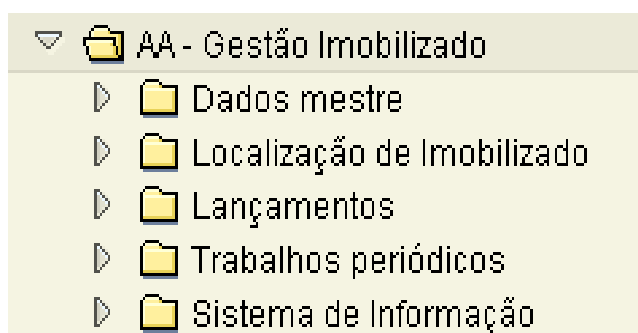 AA - Gestão Imobilizado
Dados mestre
Localização de Imobilizado
Lançamentos
Trabalhos periódicos
Sistema de Informação